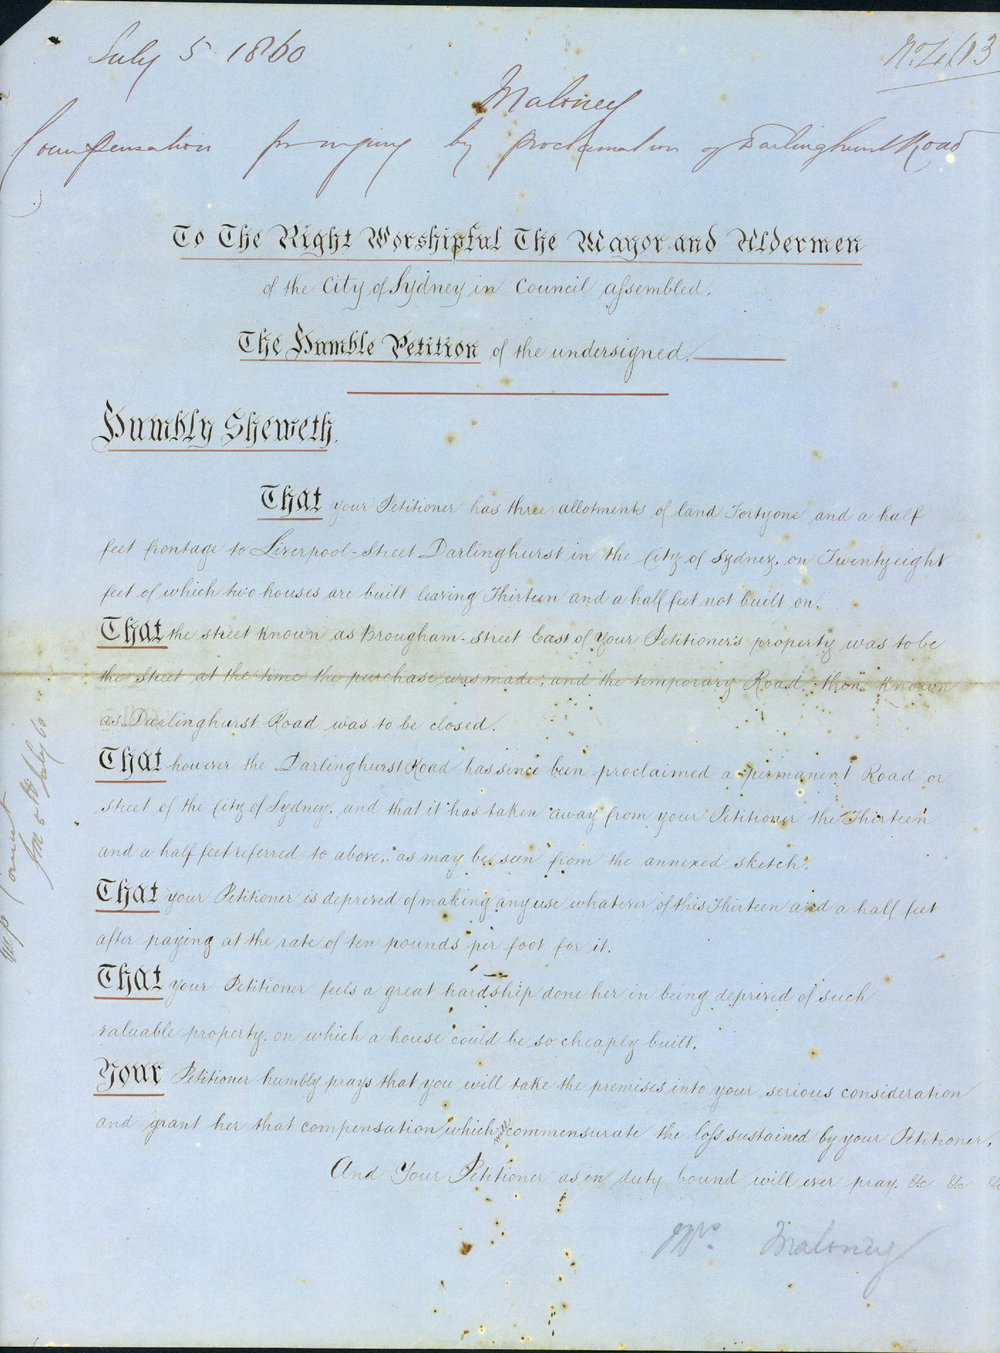 July 5 1860
No. 613
Maloney
Compensation for injury by proclamation of Darlinghurst Road
To The Right Worshipful The Mayor and Aldermen
of the City of Sydney in Council assembled.
The Humble Petition of the undersigned.
Humbly Sheweth.
That your Petitioner has three allotments of land Fortyone and a half
feet frontage to Liverpool-Street Darlinghurst in the City of Sydney, on Twentyeight
feet of which two houses are built leaving Thirteen and a half feet not built on.
That the street known as Brougham-Street East of your Petitioner's property was to be
the Street at the time the purchase was made, and the temporary Road then Known
as Darlinghurst Road was to be closed.
That however the Darlinghurst Road has since been proclaimed a permanent Road or
street of the City of Sydney, and that it has taken away from your Petitioner the Thirteen
and a half feet referred to above, as may be seen from the annexed sketch.
That your Petitioner is deprived of making any use whatever of this Thirteen and a half feet
after paying at the rate of ten pounds per foot for it.
That your Petitioner feels a great hardship done her in being deprived of such
valuable property, on which a house could be so cheaply built.
Your Petitioner humbly prays that you will take the premises into your serious consideration
and grant her that compensation which commensurate the loss sustained by your Petitioner.
And Your Petitioner as in duty bound will ever pray. &c &c &c
Mrs. Maloney
July 60